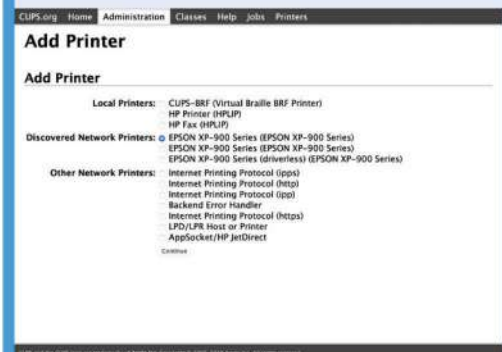 CUPS.org Home Administration Classes Help Jobs Printers
Add Printer
Add Printer
Local Printers: CUPS-BRF (Virtual Braille BRF Printer)
HP Printer (HPLIP)
HP Fax (HPLIP)
Discovered Network Printers: EPSON XP-900 Series (EPSON XP-900 Series)
EPSON XP-900 Series (EPSON XP-900 Series)
EPSON XP-900 Series (driverless) (EPSON XP-900 Series)
Other Network Printers: Internet Printing Protocol (ipps)
Internet Printing Protocol (http)
Internet Printing Protocol (ipp)
Backend Error Handler
Internet Printing Protocol (https)
LPD/LPR Host or Printer
AppSocket/HP JetDirect
Continue